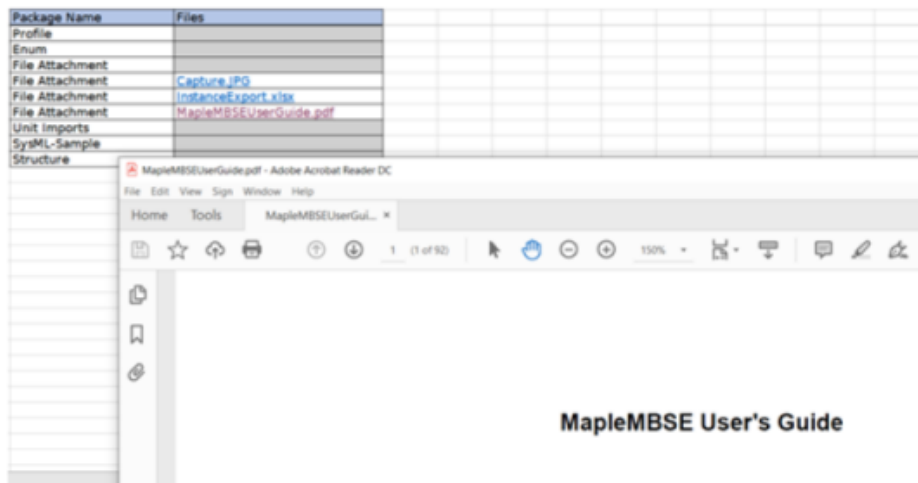 Package Name Files
Profile
Enum
File Attachment
File Attachment Capture.JPG
File Attachment InstanceExport.xlsx
File Attachment MapleMBSEUserGuide.pdf
Unit Imports
SysML-Sample
Structure
MapleMBSEUserGuide.pdf - Adobe Acrobat Reader DC
File Edit View Sign Window Help
Home Tools MapleMBSEUserGui... ×
1 (1 of 92) 150%
MapleMBSE User's Guide